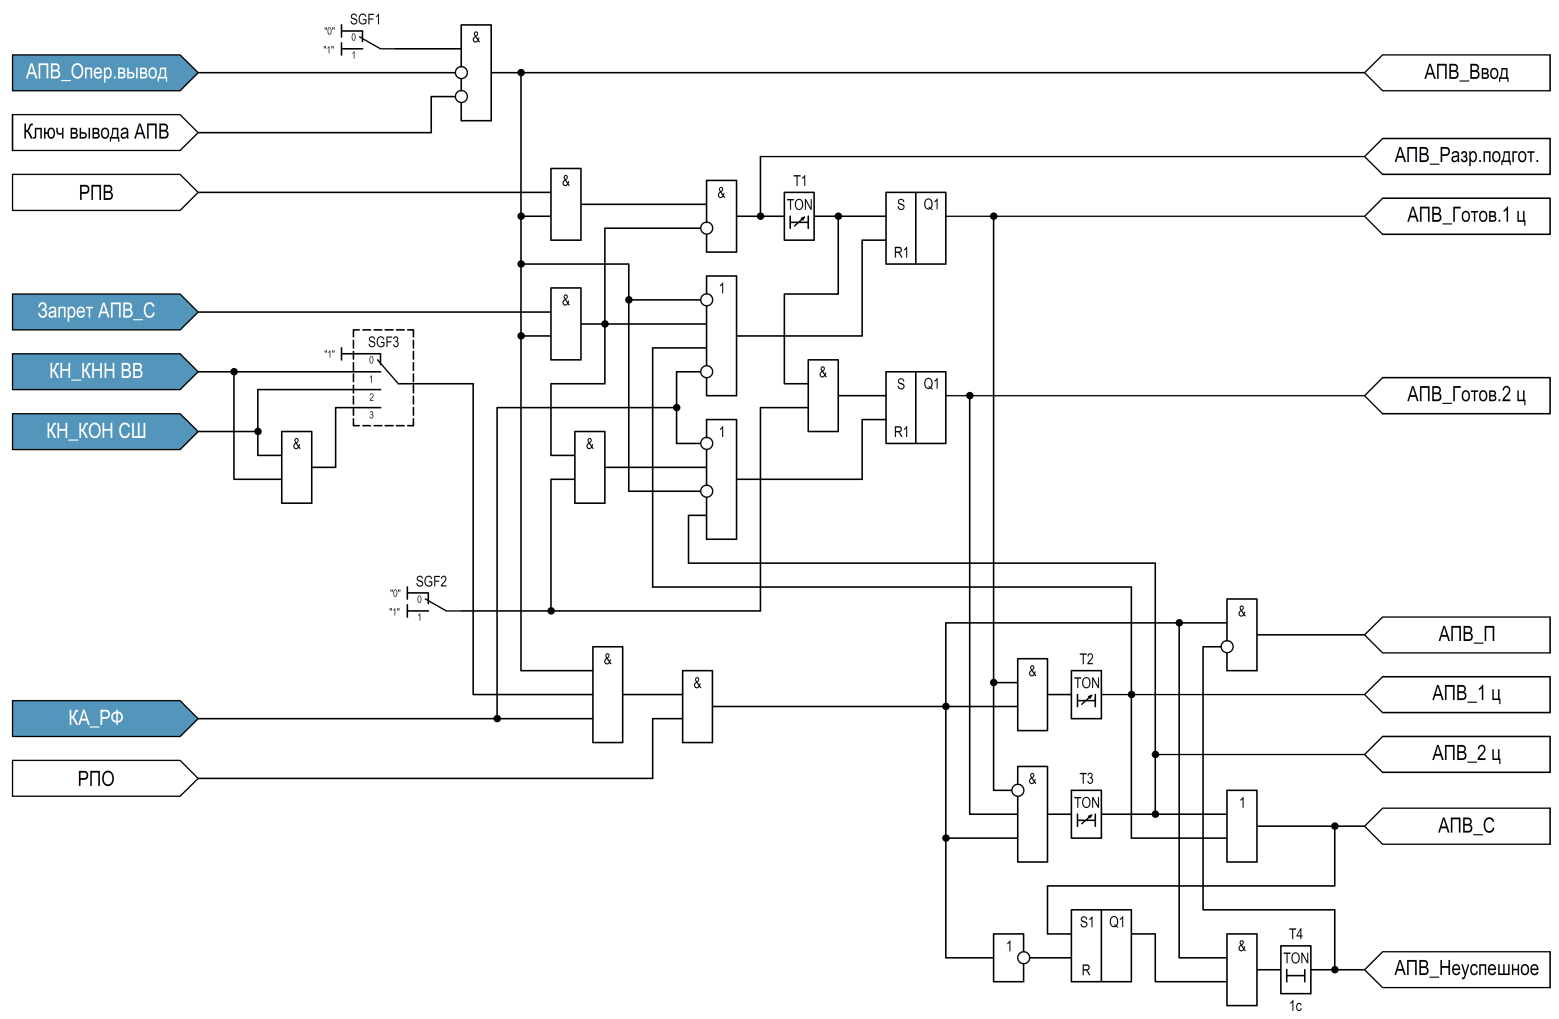 SGF1
"0"
0
"1"
1
&
АПВ_Опер.вывод
АПВ_Ввод
Ключ вывода АПВ
АПВ_Разр.подгот.
РПВ
&
&
T1
TON
S
Q1
R1
АПВ_Готов.1 ц
Запрет АПВ_С
&
1
SGF3
"1"
0
1
2
3
КН_КНН ВВ
КН_КОН СШ
&
&
S
Q1
R1
АПВ_Готов.2 ц
&
1
SGF2
"0"
0
"1"
1
&
АПВ_П
&
&
&
T2
TON
АПВ_1 ц
КА_РФ
РПО
&
T3
TON
АПВ_2 ц
1
АПВ_С
1
S1
Q1
R
&
T4
TON
1с
АПВ_Неуспешное